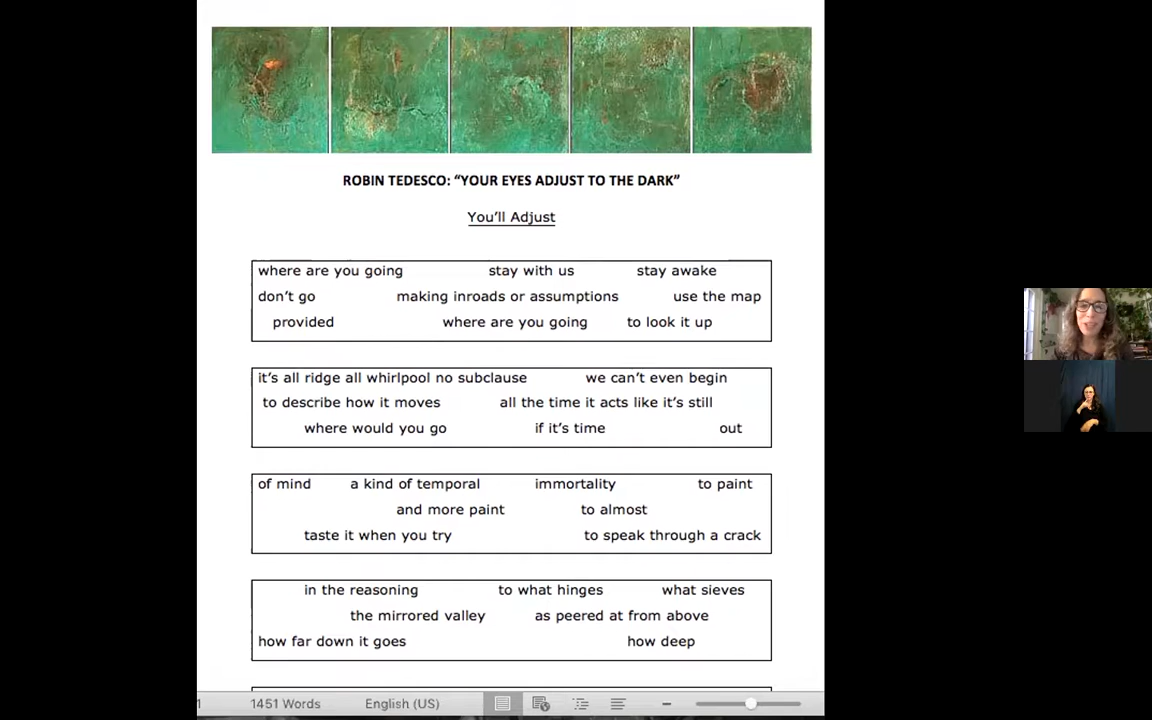 ROBIN TEDESCO: “YOUR EYES ADJUST TO THE DARK”
You’ll Adjust
where are you going stay with us stay awake
don’t go making inroads or assumptions use the map
provided where are you going to look it up
it’s all ridge all whirlpool no subclause we can’t even begin
to describe how it moves all the time it acts like it’s still
where would you go if it’s time out
of mind a kind of temporal immortality to paint
and more paint to almost
taste it when you try to speak through a crack
in the reasoning to what hinges what sieves
the mirrored valley as peered at from above
how far down it goes how deep
1 1451 Words English (US)